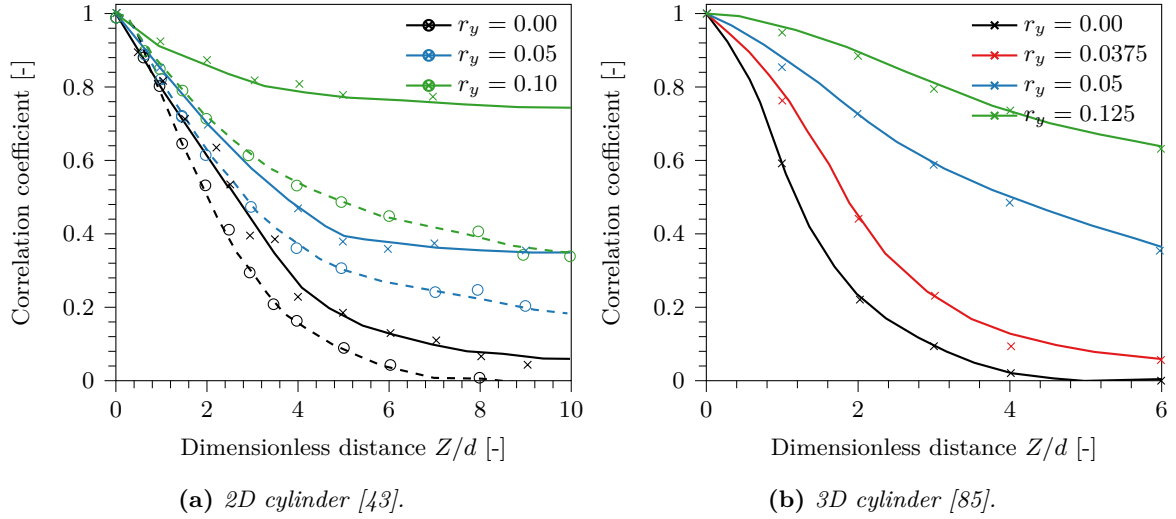 Correlation coefficient [-]
1
0.8
0.6
0.4
0.2
0
0
2
4
6
8
10
Dimensionless distance Z/d [-]
r_y = 0.00
r_y = 0.05
r_y = 0.10
(a) 2D cylinder [43].
Correlation coefficient [-]
1
0.8
0.6
0.4
0.2
0
0
2
4
6
Dimensionless distance Z/d [-]
r_y = 0.00
r_y = 0.0375
r_y = 0.05
r_y = 0.125
(b) 3D cylinder [85].